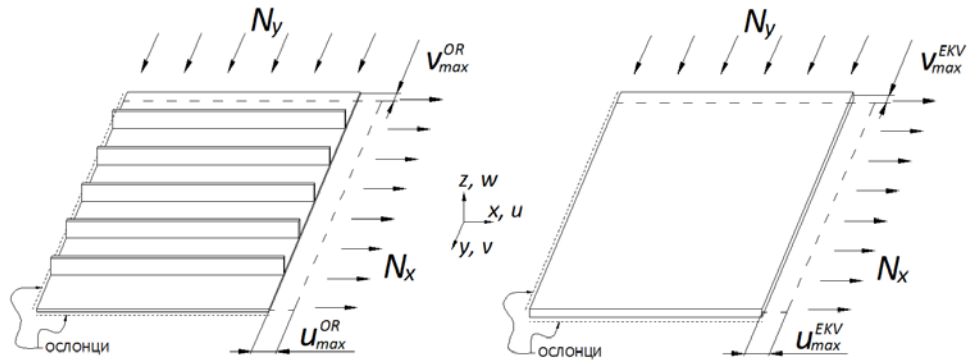 N_y
v_max^OR
N_x
u_max^OR
ослонци
z, w
x, u
y, v
N_y
v_max^EKV
N_x
u_max^EKV
ослонци